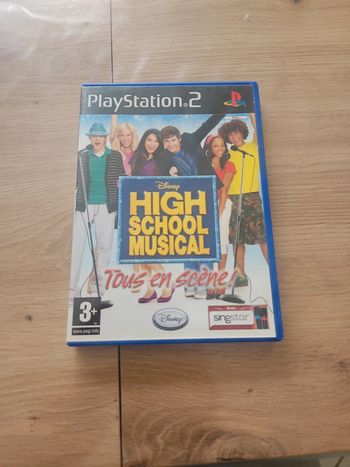 PlayStation®2
Disney
HIGH
SCHOOL
MUSICAL
Tous en scène!
3+
www.pegi.info
Disney
singstar